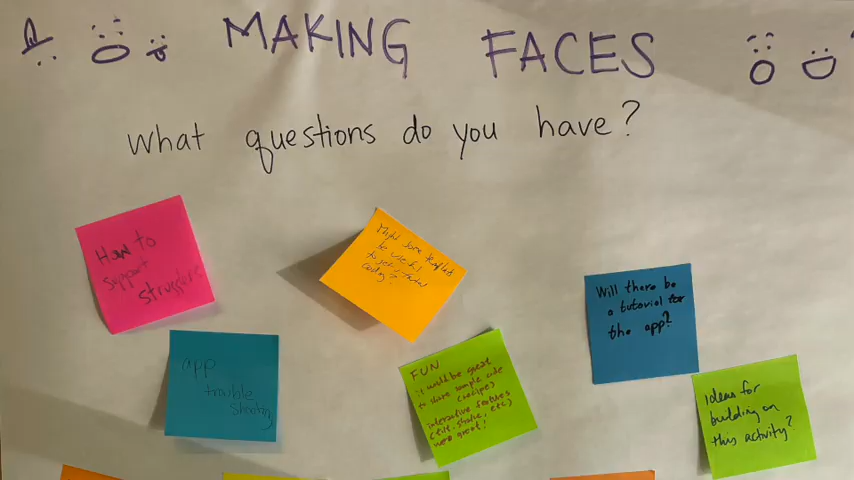 MAKING FACES
What questions do you have?
How to
support
strugglers
Might some templates
be useful
to get started
coding?
Will there be
a tutorial for
the app?
app
trouble
shooting
FUN
it would be great
to share sample code
(recipes)
interactive features
(tilt, shake, etc)
were great!
Ideas for
building on
this activity?